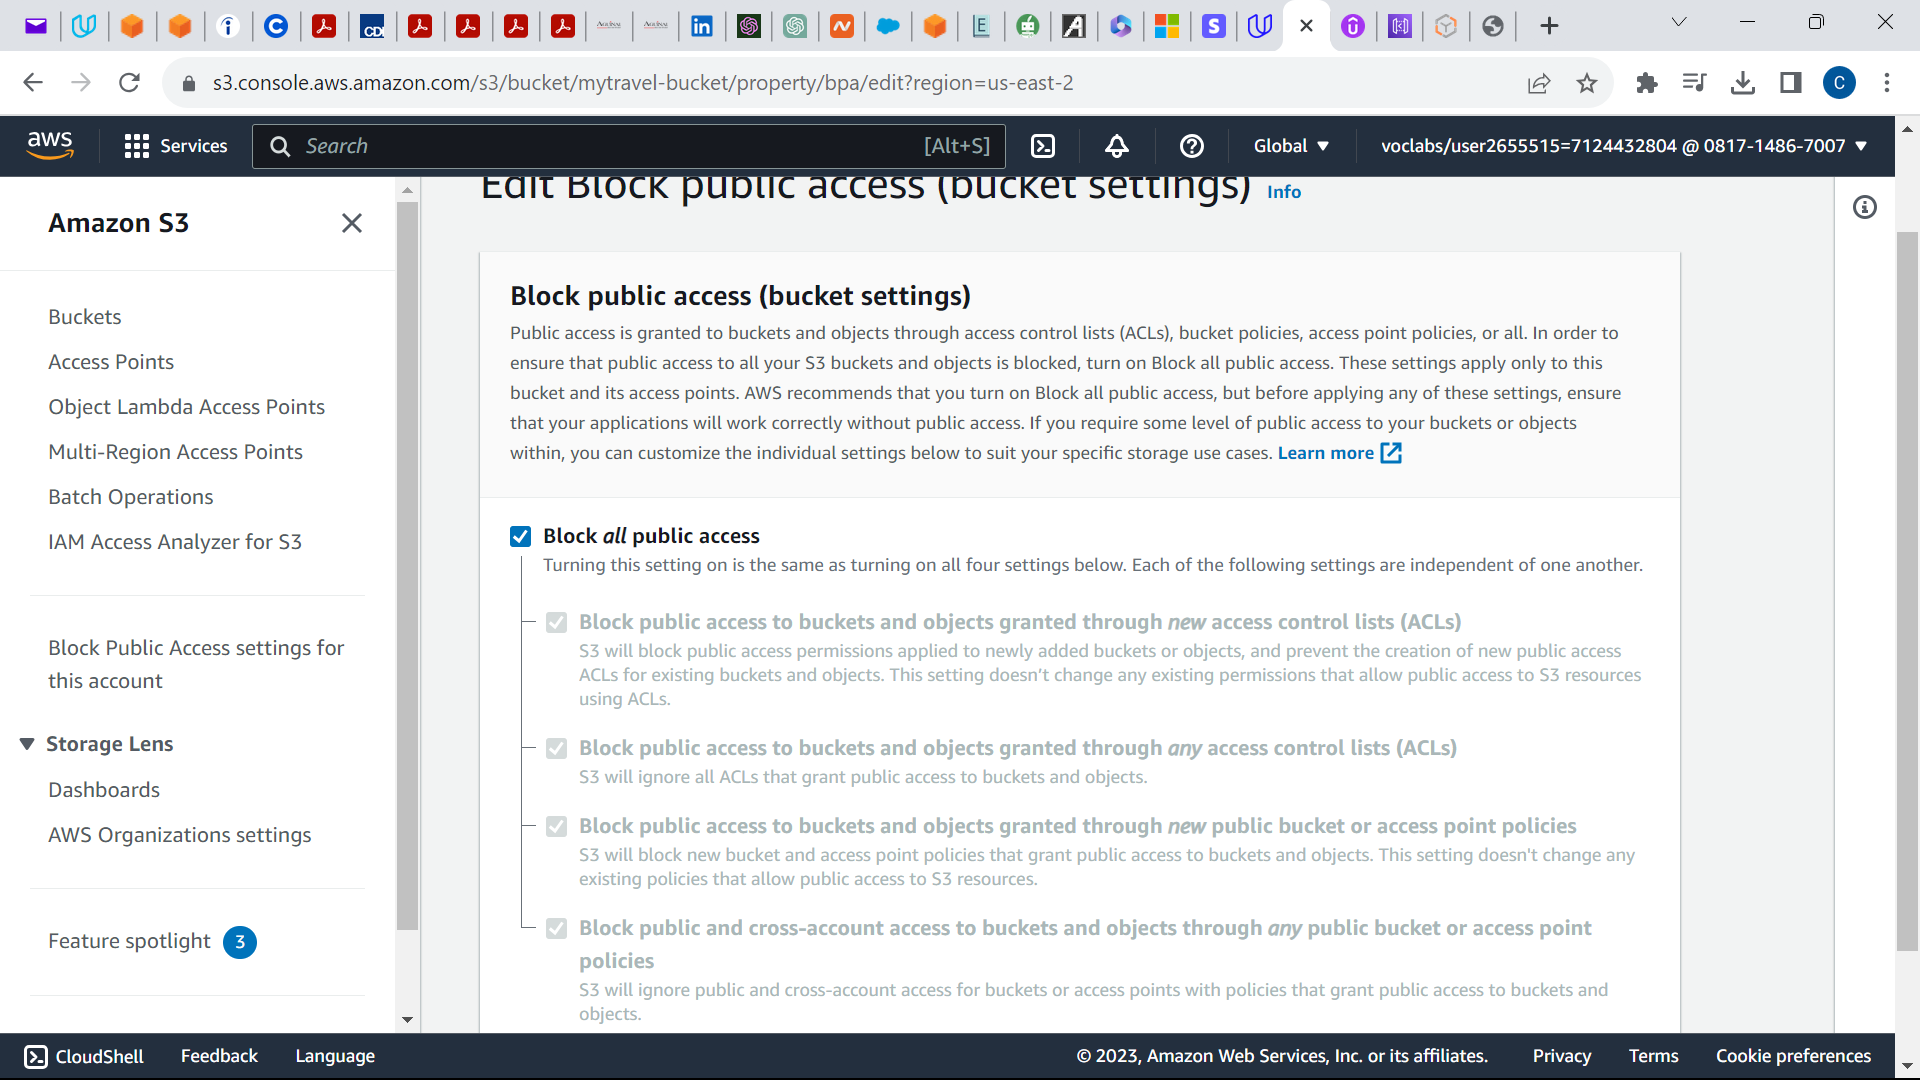 s3.console.aws.amazon.com/s3/bucket/mytravel-bucket/property/bpa/edit?region=us-east-2
C
aws
Services
Search
[Alt+S]
Global
voclabs/user2655515=7124432804 @ 0817-1486-7007
Amazon S3
Buckets
Access Points
Object Lambda Access Points
Multi-Region Access Points
Batch Operations
IAM Access Analyzer for S3
Block Public Access settings for
this account
Storage Lens
Dashboards
AWS Organizations settings
Feature spotlight 3
Edit Block public access (bucket settings) Info
Block public access (bucket settings)
Public access is granted to buckets and objects through access control lists (ACLs), bucket policies, access point policies, or all. In order to
ensure that public access to all your S3 buckets and objects is blocked, turn on Block all public access. These settings apply only to this
bucket and its access points. AWS recommends that you turn on Block all public access, but before applying any of these settings, ensure
that your applications will work correctly without public access. If you require some level of public access to your buckets or objects
within, you can customize the individual settings below to suit your specific storage use cases. Learn more
Block all public access
Turning this setting on is the same as turning on all four settings below. Each of the following settings are independent of one another.
Block public access to buckets and objects granted through new access control lists (ACLs)
S3 will block public access permissions applied to newly added buckets or objects, and prevent the creation of new public access
ACLs for existing buckets and objects. This setting doesn’t change any existing permissions that allow public access to S3 resources
using ACLs.
Block public access to buckets and objects granted through any access control lists (ACLs)
S3 will ignore all ACLs that grant public access to buckets and objects.
Block public access to buckets and objects granted through new public bucket or access point policies
S3 will block new bucket and access point policies that grant public access to buckets and objects. This setting doesn't change any
existing policies that allow public access to S3 resources.
Block public and cross-account access to buckets and objects through any public bucket or access point
policies
S3 will ignore public and cross-account access for buckets or access points with policies that grant public access to buckets and
objects.
CloudShell
Feedback
Language
© 2023, Amazon Web Services, Inc. or its affiliates.
Privacy
Terms
Cookie preferences